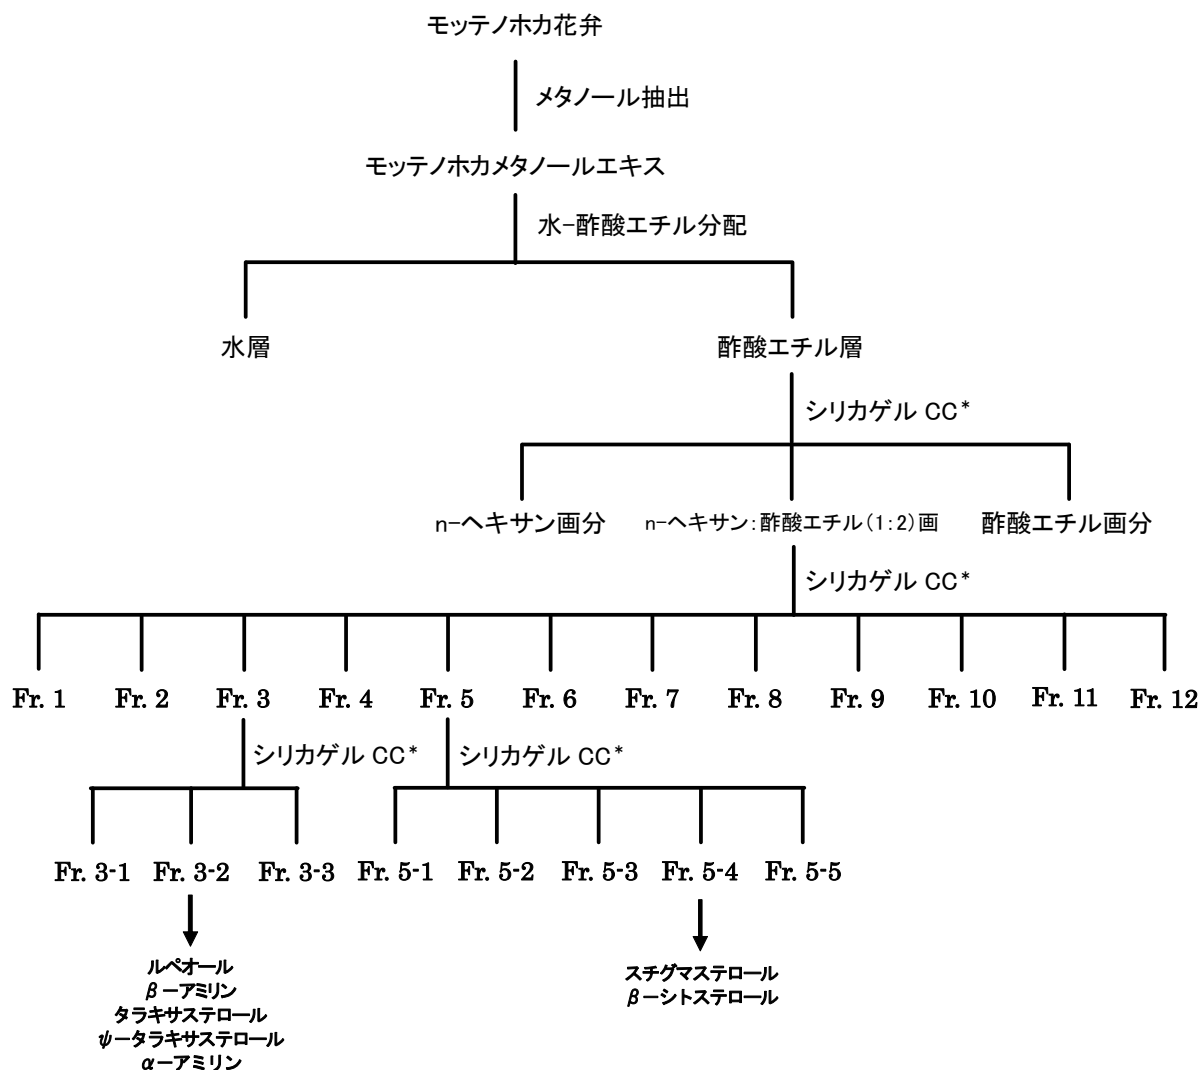 モッテノホカ花弁
メタノール抽出
モッテノホカメタノールエキス
水-酢酸エチル分配
水層
酢酸エチル層
シリカゲル CC*
n-ヘキサン画分
n-ヘキサン:酢酸エチル(1:2)画
酢酸エチル画分
シリカゲル CC*
Fr. 1
Fr. 2
Fr. 3
Fr. 4
Fr. 5
Fr. 6
Fr. 7
Fr. 8
Fr. 9
Fr. 10
Fr. 11
Fr. 12
シリカゲル CC*
シリカゲル CC*
Fr. 3-1
Fr. 3-2
Fr. 3-3
Fr. 5-1
Fr. 5-2
Fr. 5-3
Fr. 5-4
Fr. 5-5
ルペオール
β-アミリン
タラキサステロール
ψ-タラキサステロール
α-アミリン
スチグマステロール
β-シトステロール